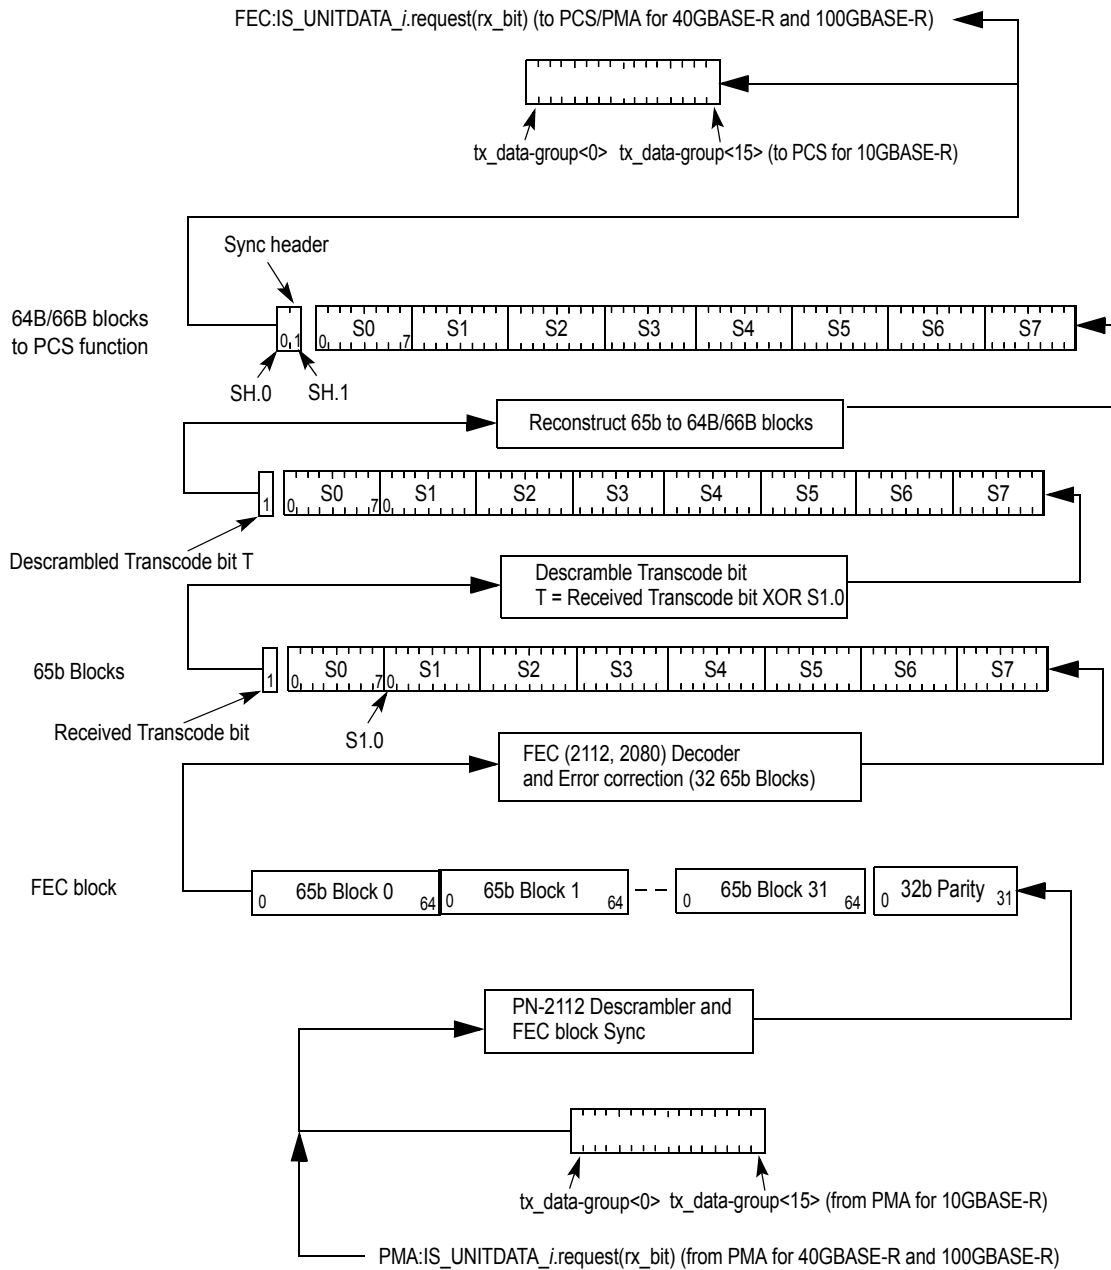 FEC:IS_UNITDATA_i.request(rx_bit) (to PCS/PMA for 40GBASE-R and 100GBASE-R)
tx_data-group<0> tx_data-group<15> (to PCS for 10GBASE-R)
Sync header
64B/66B blocks
to PCS function
0 1 0 S0 7 S1 S2 S3 S4 S5 S6 S7
SH.0 SH.1
Reconstruct 65b to 64B/66B blocks
1 0 S0 7 0 S1 S2 S3 S4 S5 S6 S7
Descrambled Transcode bit T
Descramble Transcode bit
T = Received Transcode bit XOR S1.0
65b Blocks
1 0 S0 7 0 S1 S2 S3 S4 S5 S6 S7
Received Transcode bit
S1.0
FEC (2112, 2080) Decoder
and Error correction (32 65b Blocks)
FEC block
0 65b Block 0 64 0 65b Block 1 64 0 65b Block 31 64 0 32b Parity 31
PN-2112 Descrambler and
FEC block Sync
tx_data-group<0> tx_data-group<15> (from PMA for 10GBASE-R)
PMA:IS_UNITDATA_i.request(rx_bit) (from PMA for 40GBASE-R and 100GBASE-R)